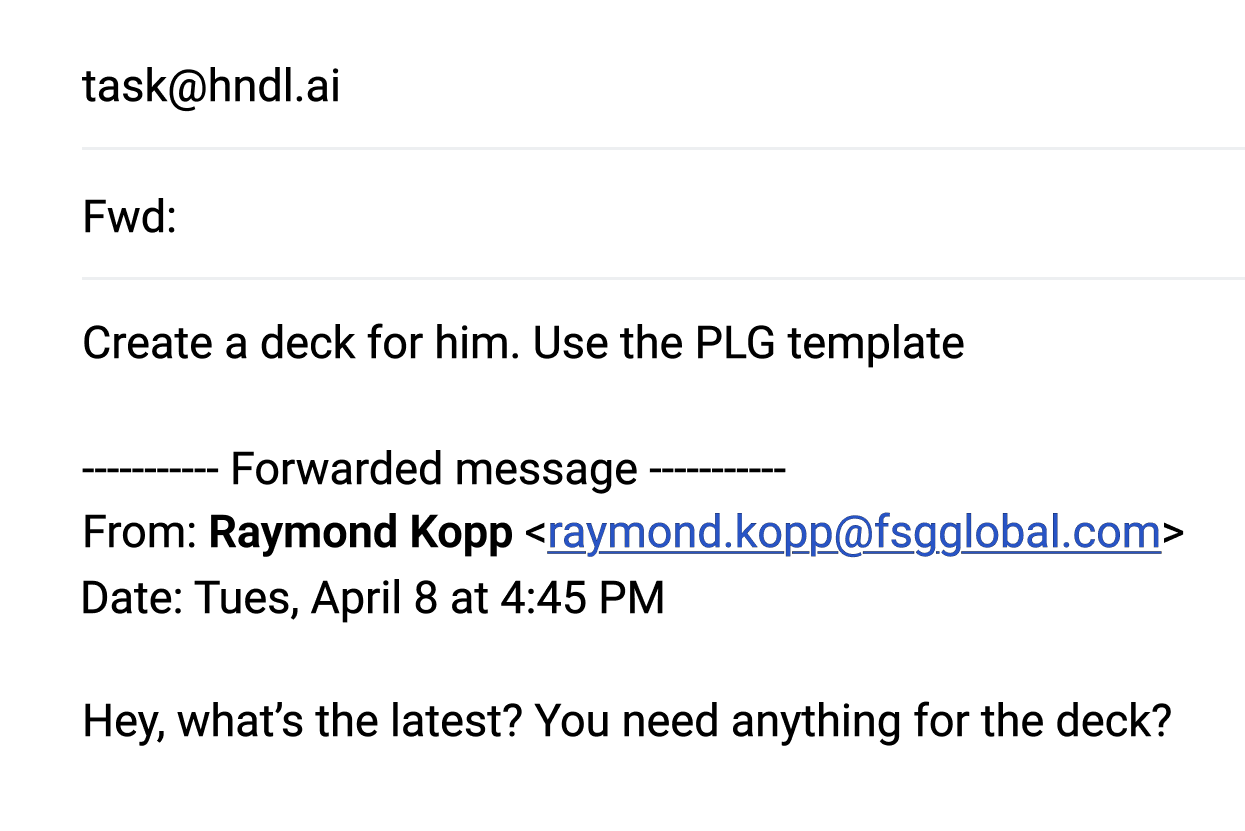 task@hndl.ai
Fwd:
Create a deck for him. Use the PLG template
----------- Forwarded message -----------
From: Raymond Kopp <raymond.kopp@fsgglobal.com>
Date: Tues, April 8 at 4:45 PM
Hey, what’s the latest? You need anything for the deck?